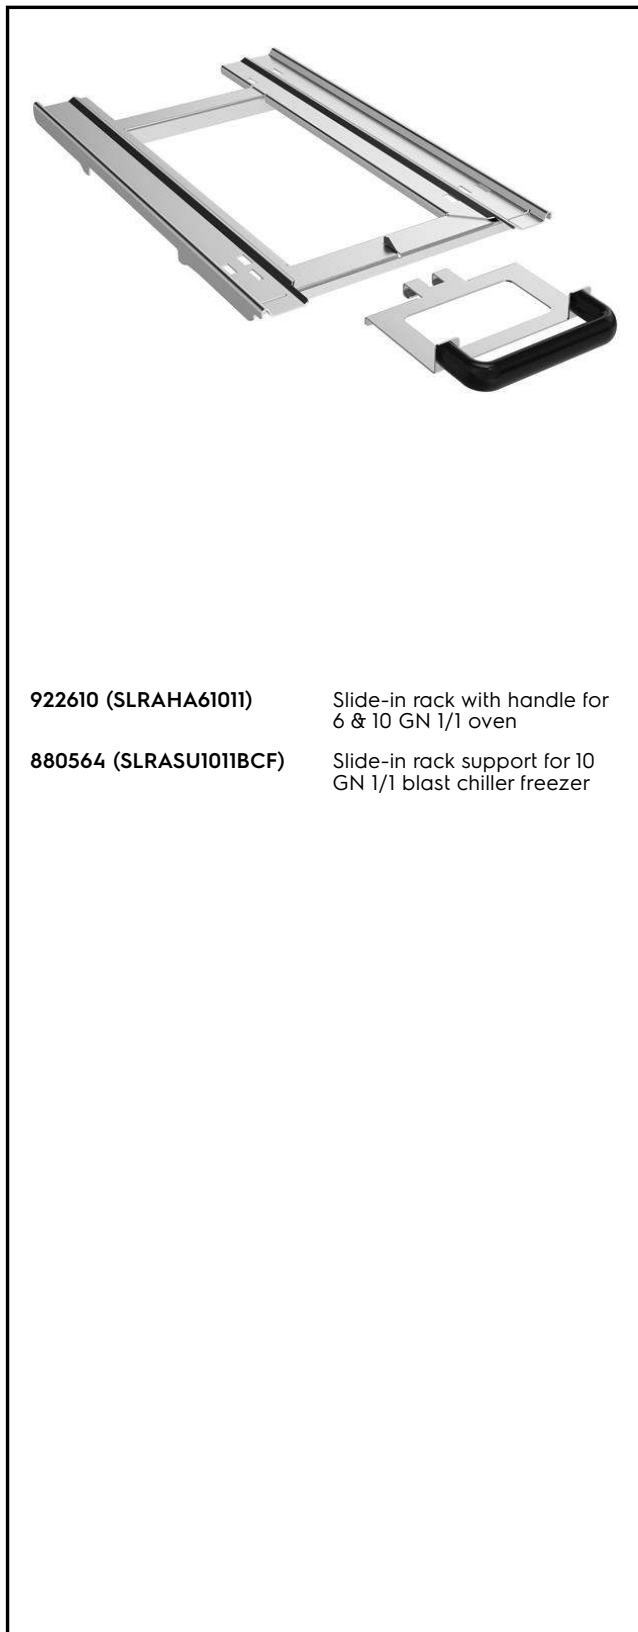 922610 (SLRAHA61011)
Slide-in rack with handle for
6 & 10 GN 1/1 oven
880564 (SLRASU1011BCF)
Slide-in rack support for 10
GN 1/1 blast chiller freezer